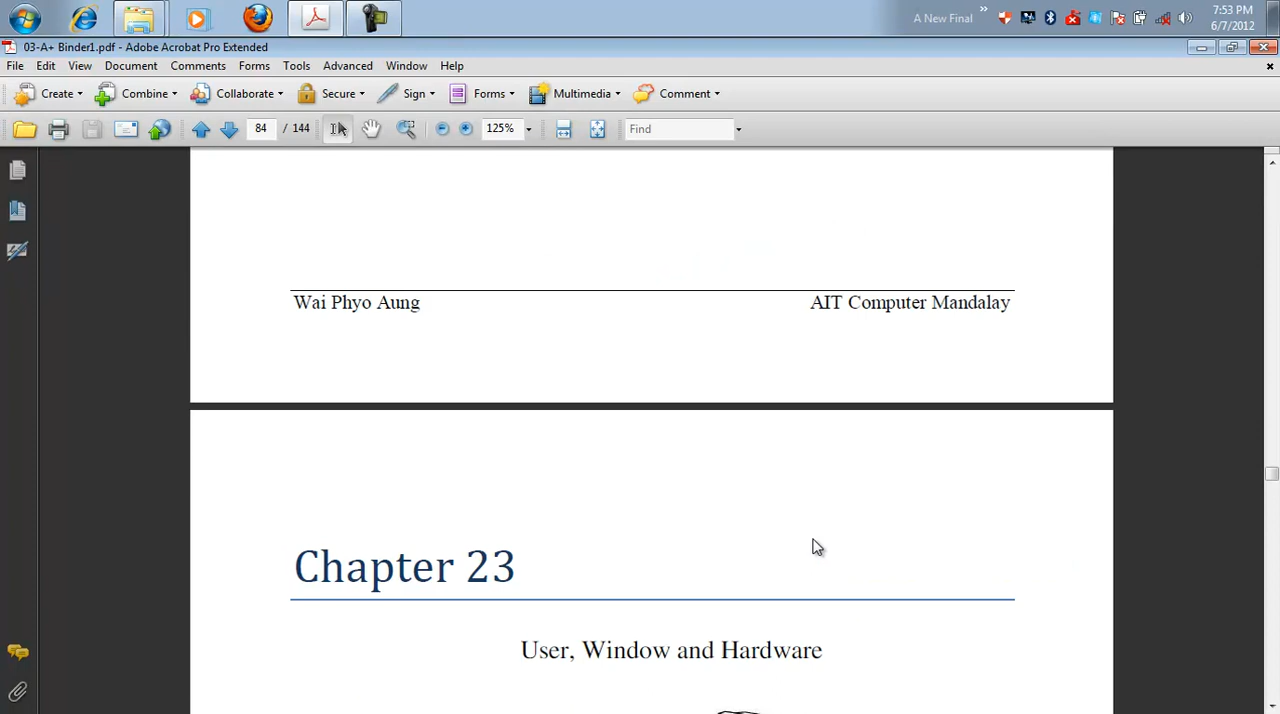 A New Final
»
7:53 PM
6/7/2012
03-A+ Binder1.pdf - Adobe Acrobat Pro Extended
File Edit View Document Comments Forms Tools Advanced Window Help
Create Combine Collaborate Secure Sign Forms Multimedia Comment
84 / 144 125% Find
Wai Phyo Aung AIT Computer Mandalay
Chapter 23
User, Window and Hardware